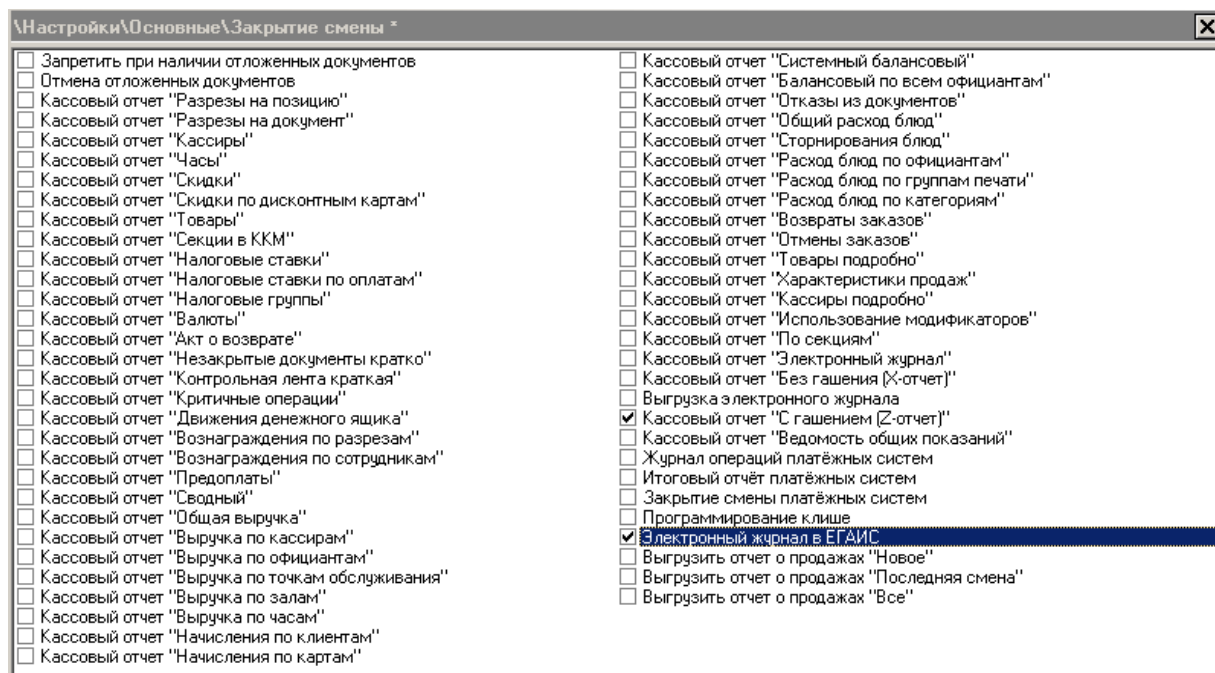 \Настройки\Основные\Закрытие смены *
Запретить при наличии отложенных документов
Отмена отложенных документов
Кассовый отчет "Разрезы на позицию"
Кассовый отчет "Разрезы на документ"
Кассовый отчет "Кассиры"
Кассовый отчет "Часы"
Кассовый отчет "Скидки"
Кассовый отчет "Скидки по дисконтным картам"
Кассовый отчет "Товары"
Кассовый отчет "Секции в ККМ"
Кассовый отчет "Налоговые ставки"
Кассовый отчет "Налоговые ставки по оплатам"
Кассовый отчет "Налоговые группы"
Кассовый отчет "Валюты"
Кассовый отчет "Акт о возврате"
Кассовый отчет "Незакрытые документы кратко"
Кассовый отчет "Контрольная лента краткая"
Кассовый отчет "Критичные операции"
Кассовый отчет "Движения денежного ящика"
Кассовый отчет "Вознаграждения по разрезам"
Кассовый отчет "Вознаграждения по сотрудникам"
Кассовый отчет "Предоплаты"
Кассовый отчет "Сводный"
Кассовый отчет "Общая выручка"
Кассовый отчет "Выручка по кассирам"
Кассовый отчет "Выручка по официантам"
Кассовый отчет "Выручка по точкам обслуживания"
Кассовый отчет "Выручка по залам"
Кассовый отчет "Выручка по часам"
Кассовый отчет "Начисления по клиентам"
Кассовый отчет "Начисления по картам"
Кассовый отчет "Системный балансовый"
Кассовый отчет "Балансовый по всем официантам"
Кассовый отчет "Отказы из документов"
Кассовый отчет "Общий расход блюд"
Кассовый отчет "Сторнирования блюд"
Кассовый отчет "Расход блюд по официантам"
Кассовый отчет "Расход блюд по группам печати"
Кассовый отчет "Расход блюд по категориям"
Кассовый отчет "Возвраты заказов"
Кассовый отчет "Отмены заказов"
Кассовый отчет "Товары подробно"
Кассовый отчет "Характеристики продаж"
Кассовый отчет "Кассиры подробно"
Кассовый отчет "Использование модификаторов"
Кассовый отчет "По секциям"
Кассовый отчет "Электронный журнал"
Кассовый отчет "Без гашения (X-отчет)"
Выгрузка электронного журнала
Кассовый отчет "С гашением (Z-отчет)"
Кассовый отчет "Ведомость общих показаний"
Журнал операций платёжных систем
Итоговый отчёт платёжных систем
Закрытие смены платёжных систем
Программирование клише
Электронный журнал в ЕГАИС
Выгрузить отчет о продажах "Новое"
Выгрузить отчет о продажах "Последняя смена"
Выгрузить отчет о продажах "Все"